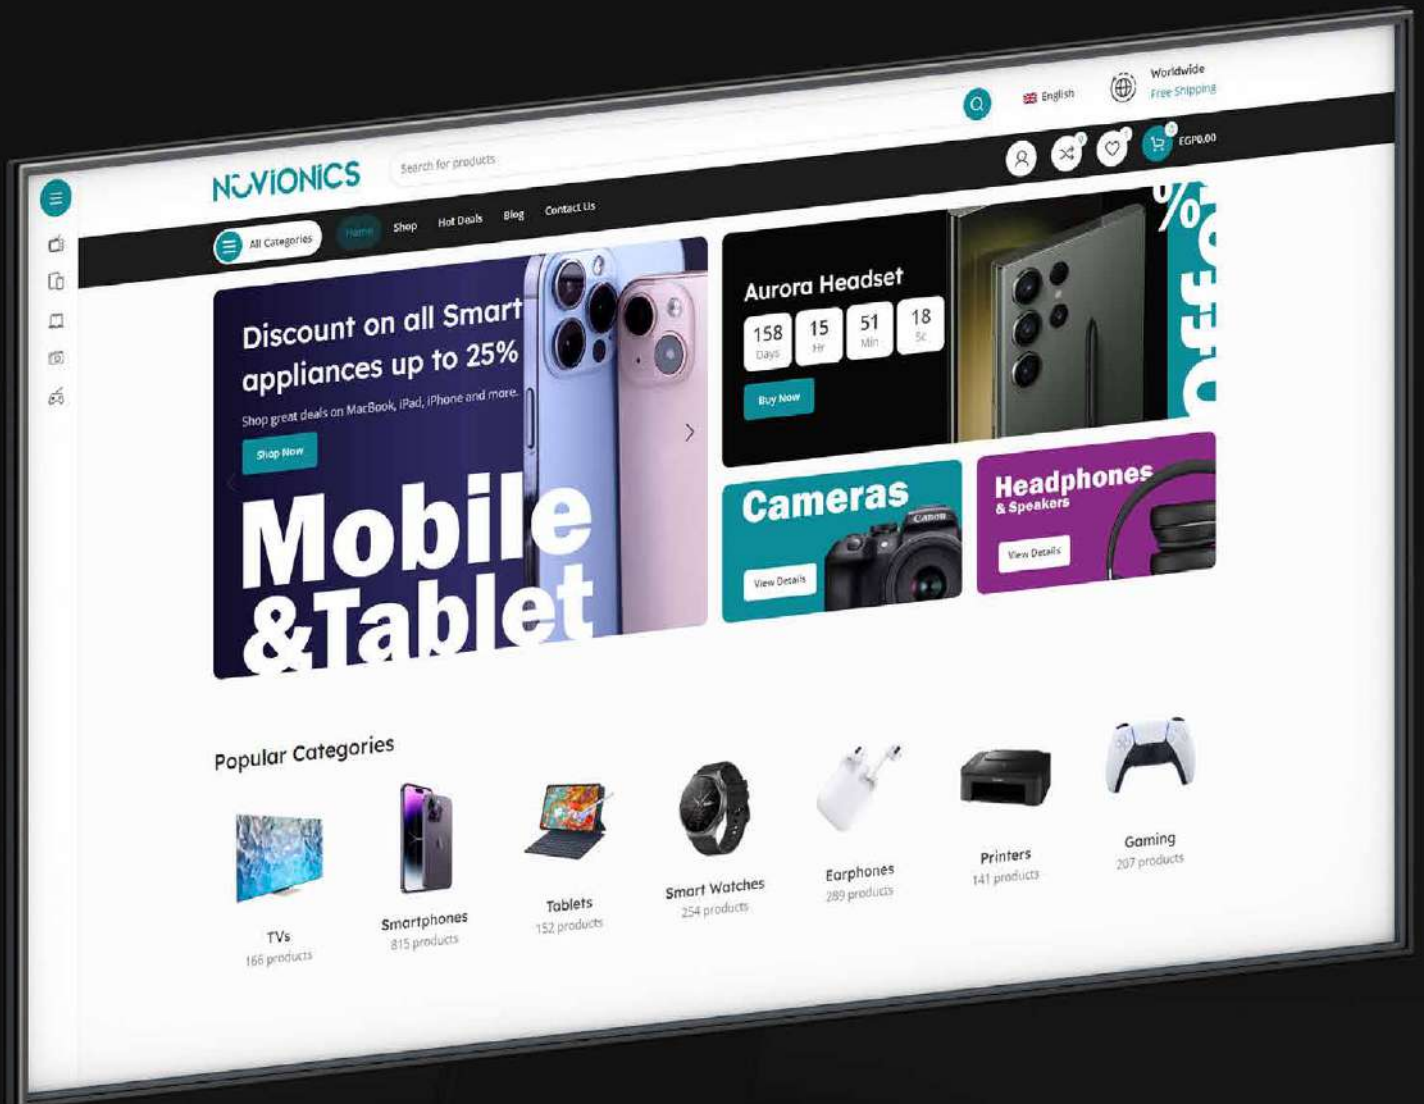 Worldwide
English
Free Shipping
NOVIONICS
Search for products
EGP0.00
All Categories
Home
Shop
Hot Deals
Blog
Contact Us
Discount on all Smart
appliances up to 25%
Shop great deals on MacBook, iPad, iPhone and more.
Shop Now
Mobile
&Tablet
Aurora Headset
158
15
51
18
Days
Hr
Min
Sc
Buy Now
%
Off
Cameras
Canon
View Details
Headphones
& Speakers
View Details
Popular Categories
TVs
166 products
Smartphones
815 products
Tablets
152 products
Smart Watches
254 products
Earphones
289 products
Printers
141 products
Gaming
207 products